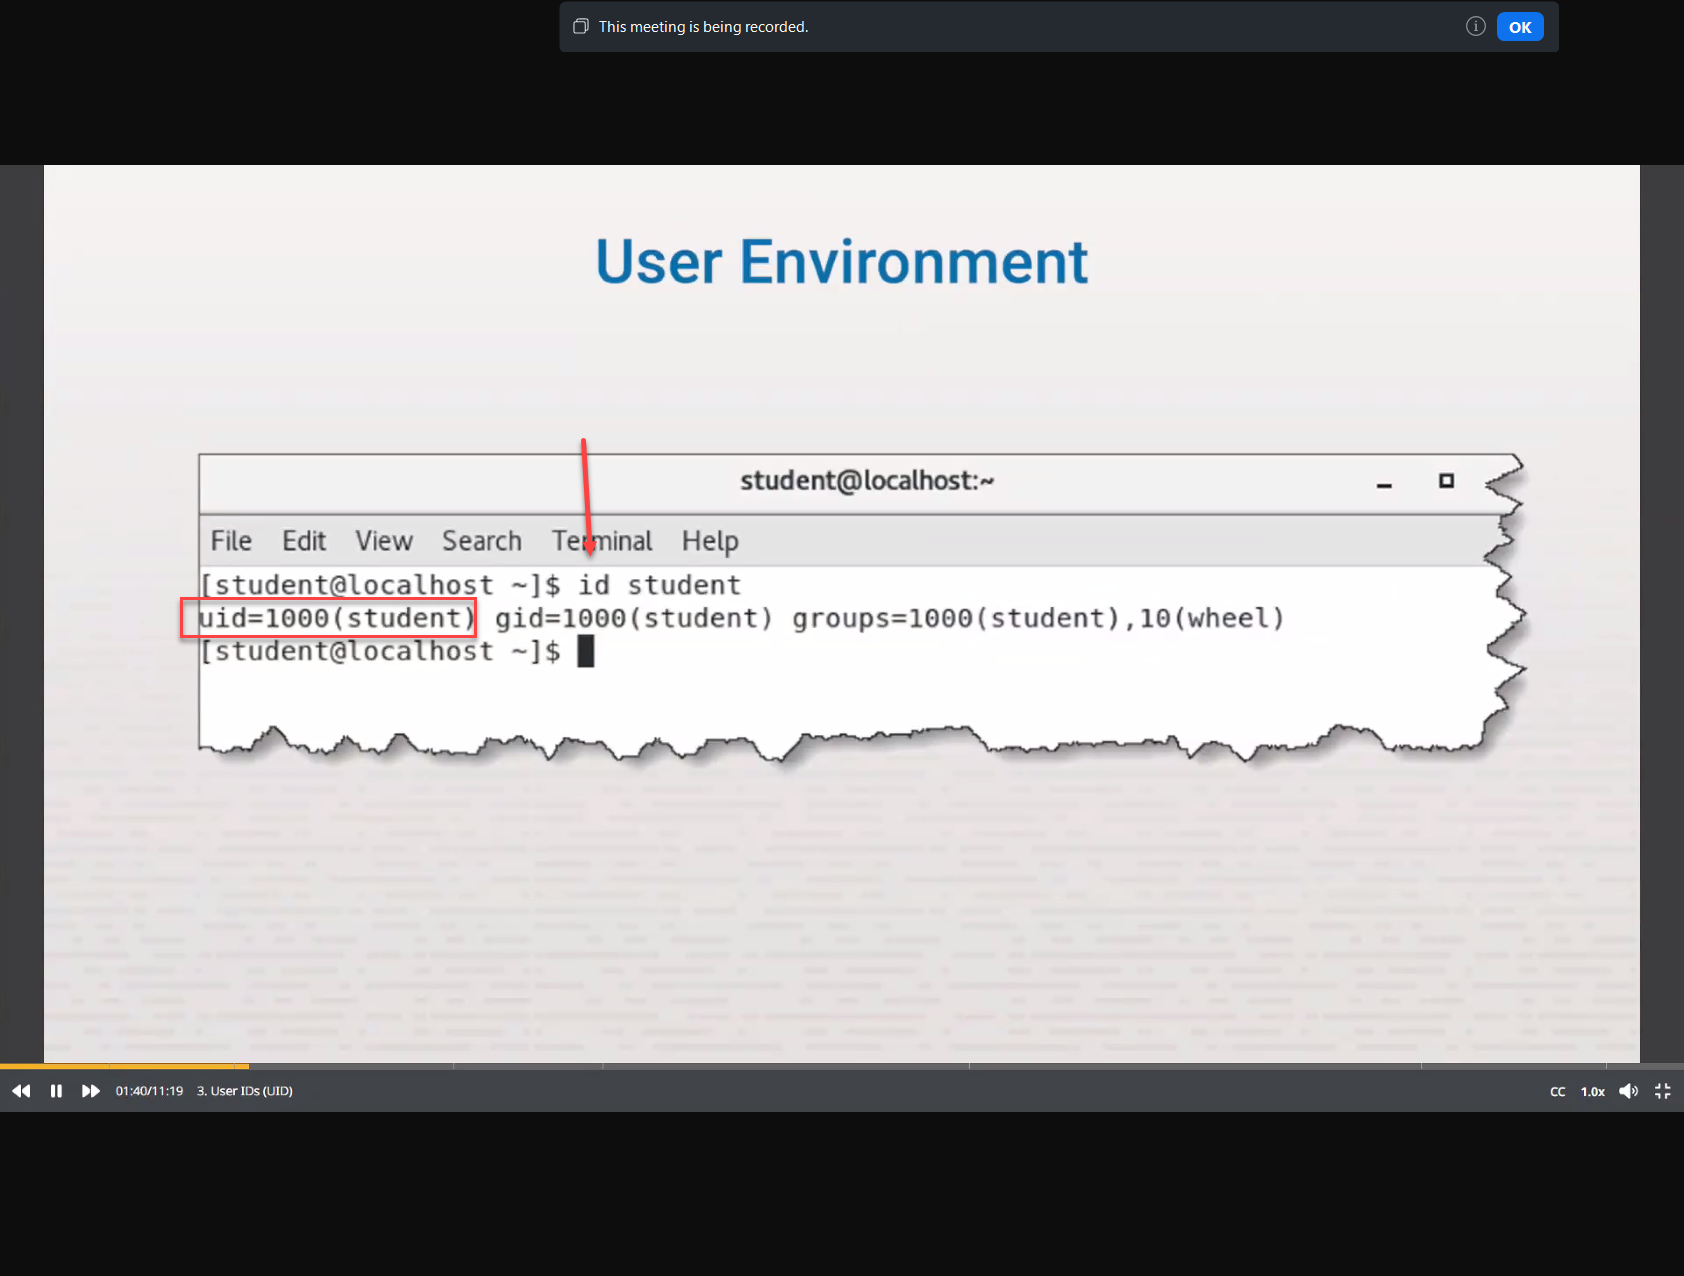 This meeting is being recorded.
OK
User Environment
student@localhost:~
File Edit View Search Terminal Help
[student@localhost ~]$ id student
uid=1000(student) gid=1000(student) groups=1000(student),10(wheel)
[student@localhost ~]$
01:40/11:19 3. User IDs (UID)
CC 1.0x